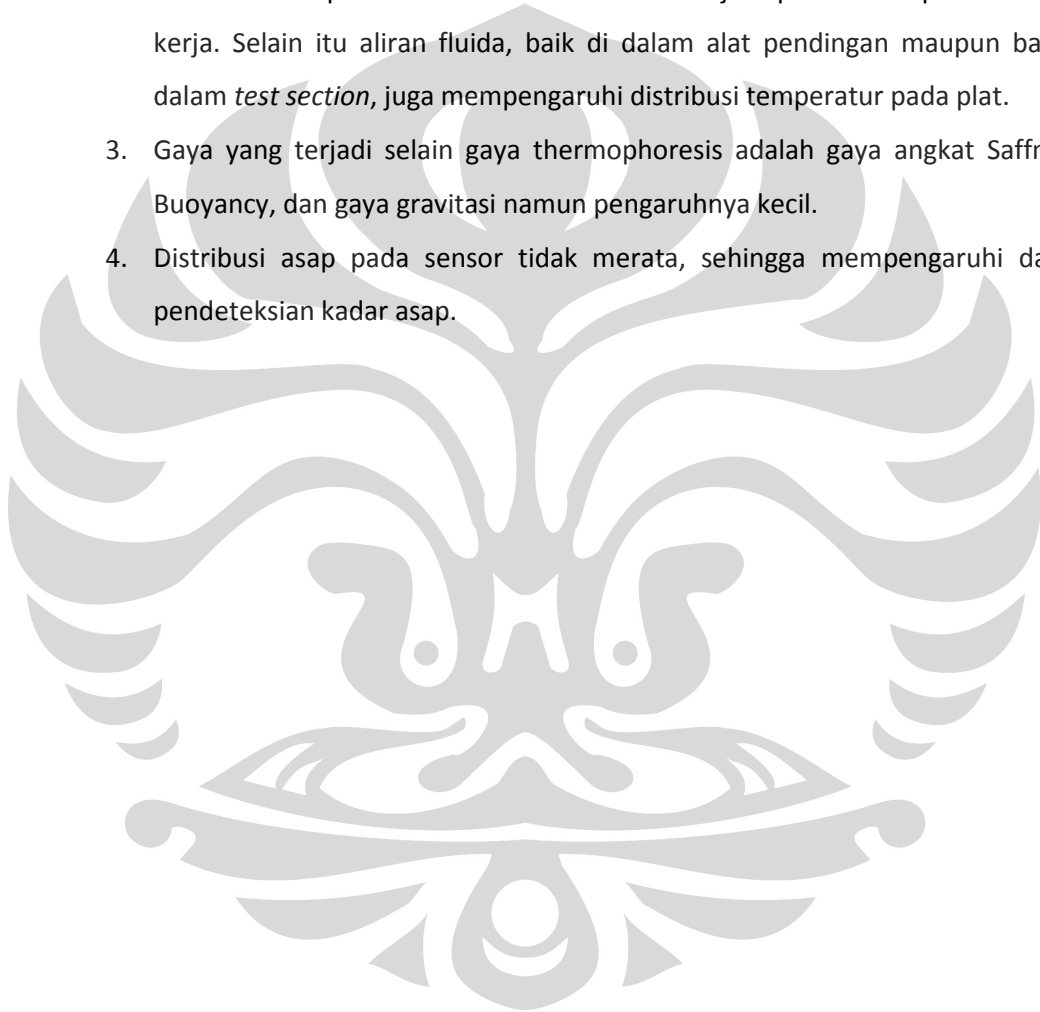 kerja. Selain itu aliran fluida, baik di dalam alat pendingan maupun
dalam test section, juga mempengaruhi distribusi temperatur pada plat.
3. Gaya yang terjadi selain gaya thermophoresis adalah gaya angkat
Buoyancy, dan gaya gravitasi namun pengaruhnya kecil.
4. Distribusi asap pada sensor tidak merata, sehingga mempengaruhi
pendeteksian kadar asap.